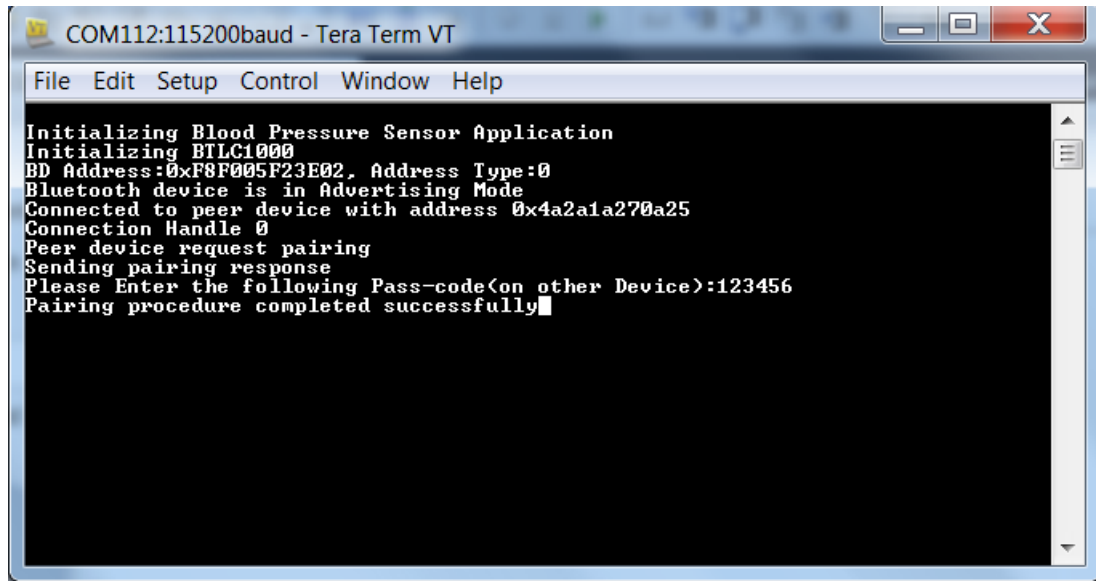 COM112:115200baud - Tera Term VT
File Edit Setup Control Window Help
Initializing Blood Pressure Sensor Application
Initializing BTLC1000
BD Address:0xF8F005F23E02, Address Type:0
Bluetooth device is in Advertising Mode
Connected to peer device with address 0x4a2a1a270a25
Connection Handle 0
Peer device request pairing
Sending pairing response
Please Enter the following Pass-code(on other Device):123456
Pairing procedure completed successfully